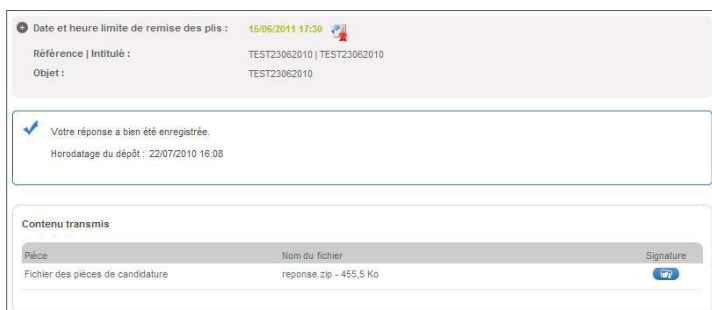 Date et heure limite de remise des plis : 15/06/2011 17:30
Référence | Intitulé : TEST23062010 | TEST23062010
Objet : TEST23062010
Votre réponse a bien été enregistrée.
Horodatage du dépôt : 22/07/2010 16:08
Contenu transmis
Pièce Nom du fichier Signature
Fichier des pièces de candidature reponse.zip - 455,5 Ko